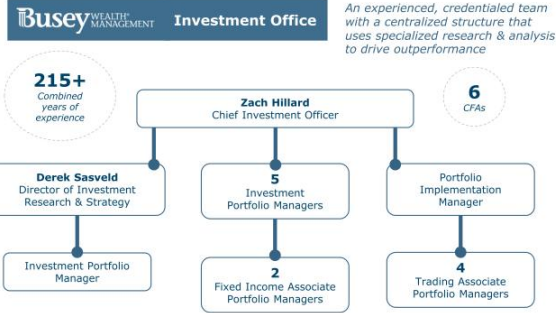 Busey WEALTH® MANAGEMENT
Investment Office
An experienced, credentialed team
with a centralized structure that
uses specialized research & analysis
to drive outperformance
215+
Combined
years of
experience
6
CFAs
Zach Hillard
Chief Investment Officer
Derek Sasveld
Director of Investment
Research & Strategy
5
Investment
Portfolio Managers
Portfolio
Implementation
Manager
Investment Portfolio
Manager
2
Fixed Income Associate
Portfolio Managers
4
Trading Associate
Portfolio Managers